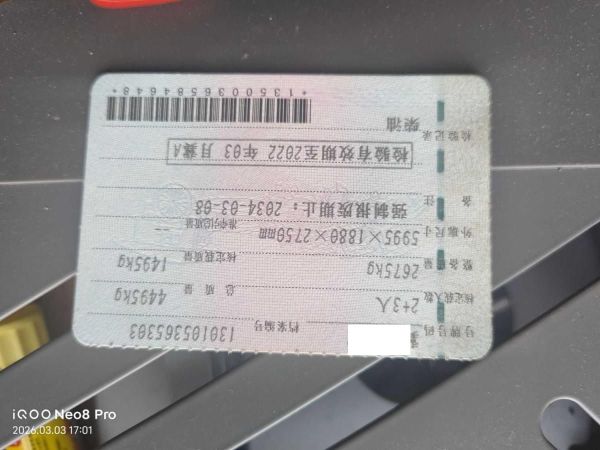 号牌号码 档案编号 130105365303
核定载人数 2+3人 总质量 4495kg
整备质量 2675kg 核定载质量 1495kg
外廓尺寸 5995×1880×2750mm 准牵引总质量 --
备注 强制报废期止：2034-03-08
检验有效期至2022年03月冀A
检验记录
柴油
*1350036584648*
iQOO Neo8 Pro
2026.03.03 17:01